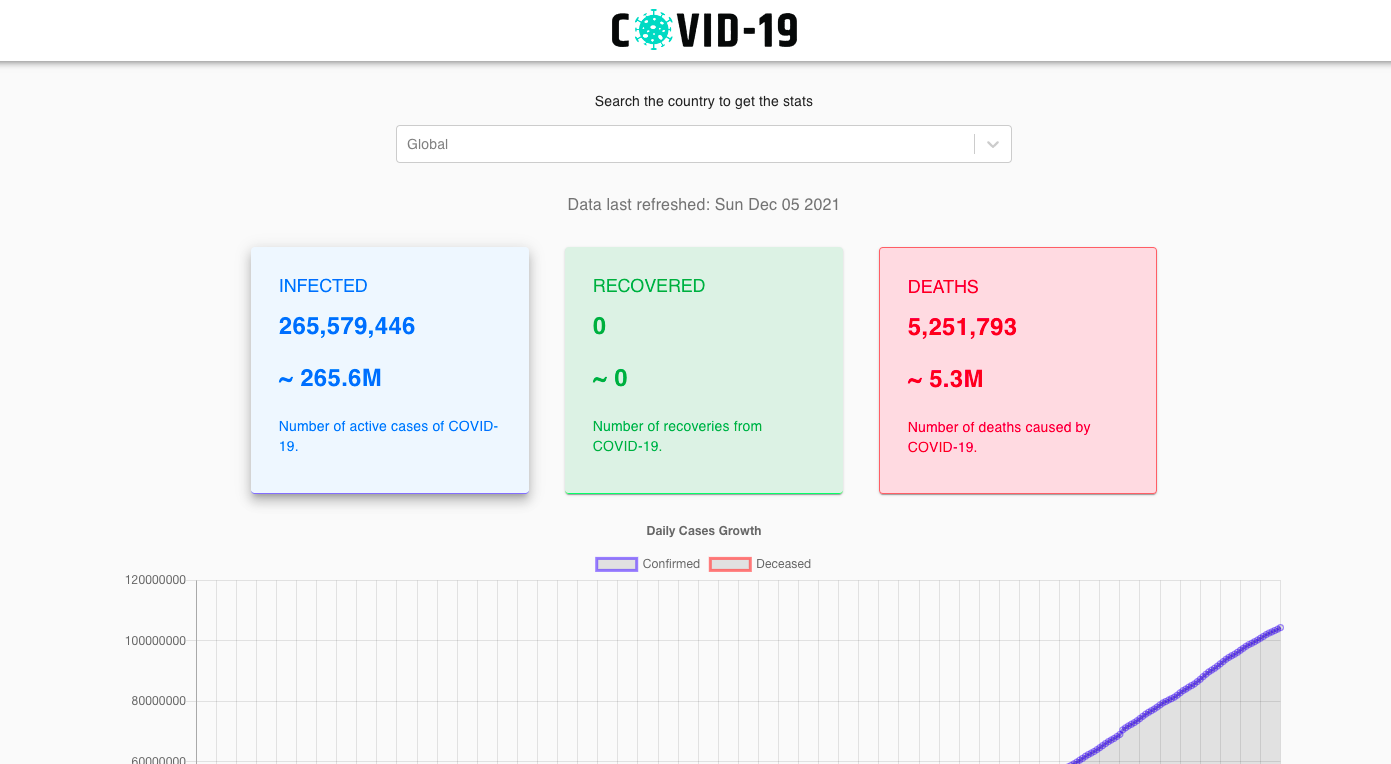 COVID-19
Search the country to get the stats
Global
Data last refreshed: Sun Dec 05 2021
INFECTED
265,579,446
~ 265.6M
Number of active cases of COVID-
19.
RECOVERED
0
~ 0
Number of recoveries from
COVID-19.
DEATHS
5,251,793
~ 5.3M
Number of deaths caused by
COVID-19.
Daily Cases Growth
Confirmed Deceased
120000000
100000000
80000000
60000000